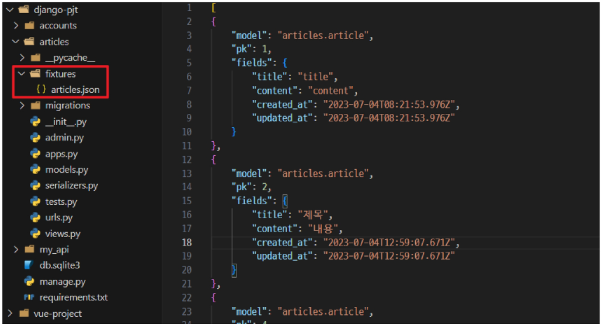 django-pjt
accounts
articles
__pycache__
fixtures
articles.json
migrations
__init__.py
admin.py
apps.py
models.py
serializers.py
tests.py
urls.py
views.py
my_api
db.sqlite3
manage.py
requirements.txt
vue-project
1 [
2 {
3 "model": "articles.article",
4 "pk": 1,
5 "fields": {
6 "title": "title",
7 "content": "content",
8 "created_at": "2023-07-04T08:21:53.976Z",
9 "updated_at": "2023-07-04T08:21:53.976Z"
10 }
11 },
12 {
13 "model": "articles.article",
14 "pk": 2,
15 "fields": {
16 "title": "제목",
17 "content": "내용",
18 "created_at": "2023-07-04T12:59:07.671Z",
19 "updated_at": "2023-07-04T12:59:07.671Z"
20 }
21 },
22 {
23 "model": "articles.article",